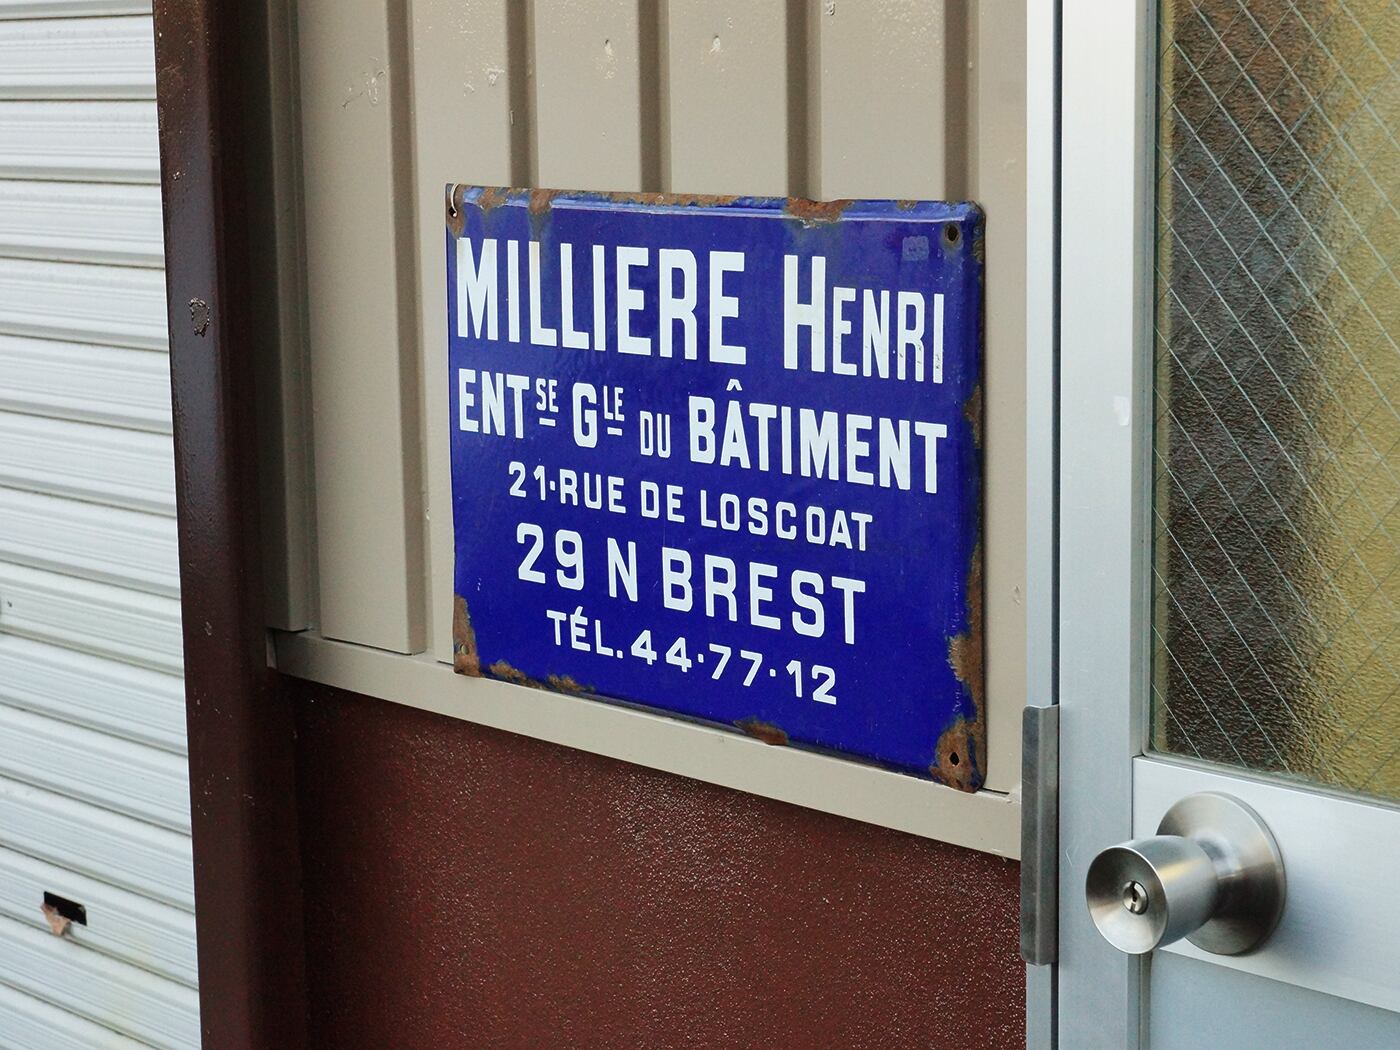 MILLIERE HENRI
ENTSE GLE DU BÂTIMENT
21·RUE DE LOSCOAT
29 N BREST
TÉL. 44·77·12